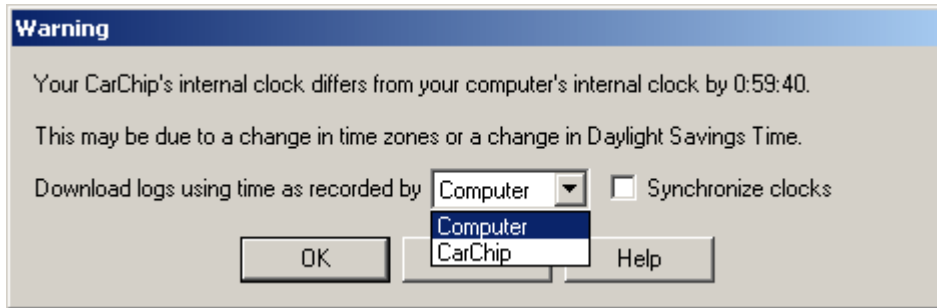 Warning
Your CarChip's internal clock differs from your computer's internal clock by 0:59:40.
This may be due to a change in time zones or a change in Daylight Savings Time.
Download logs using time as recorded by Computer Synchronize clocks
Computer
CarChip
OK Help